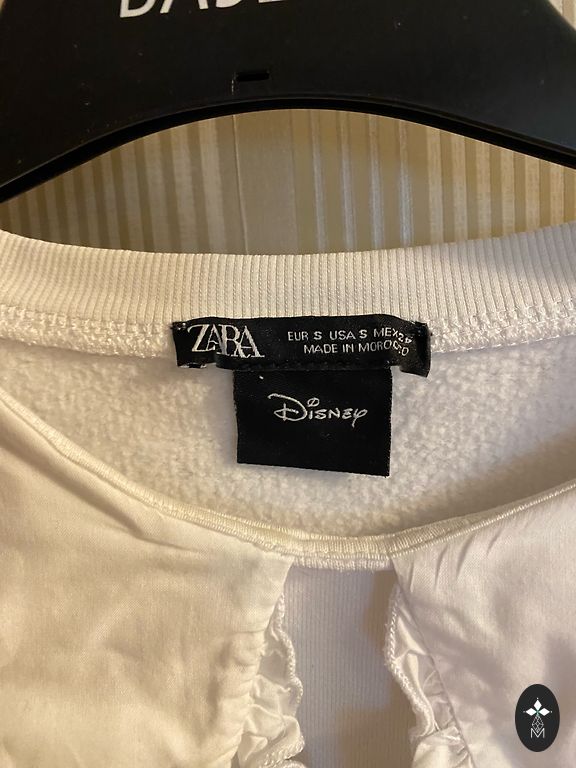 ZARA
EUR S USA S MEX 24
MADE IN MOROCCO
Disney